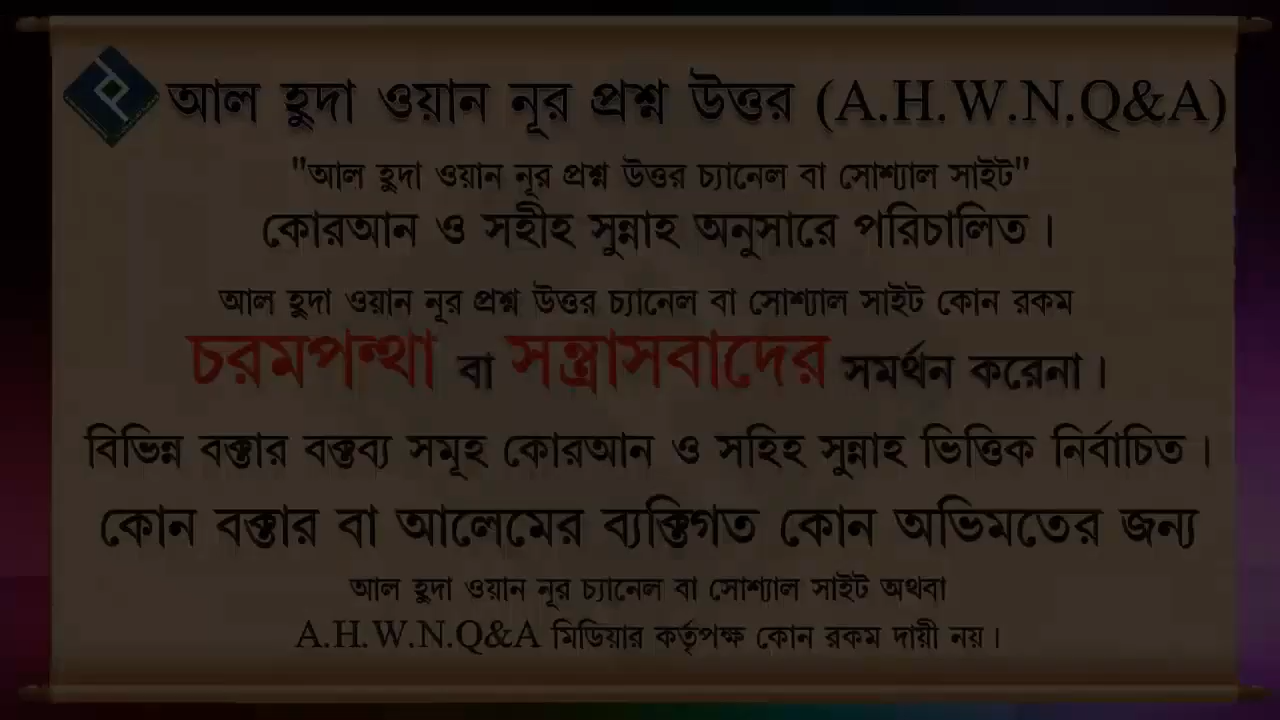 আল হুদা ওয়ান নূর প্রশ্ন উত্তর (A.H.W.N.Q&A)
"আল হুদা ওয়ান নূর প্রশ্ন উত্তর চ্যানেল বা সোশ্যাল সাইট"
কোরআন ও সহীহ সুন্নাহ অনুসারে পরিচালিত।
আল হুদা ওয়ান নূর প্রশ্ন উত্তর চ্যানেল বা সোশ্যাল সাইট কোন রকম
চরমপন্থা বা সন্ত্রাসবাদের সমর্থন করেনা।
বিভিন্ন বক্তার বক্তব্য সমূহ কোরআন ও সহিহ সুন্নাহ ভিত্তিক নির্বাচিত।
কোন বক্তার বা আলেমের ব্যক্তিগত কোন অভিমতের জন্য
আল হুদা ওয়ান নূর চ্যানেল বা সোশ্যাল সাইট অথবা
A.H.W.N.Q&A মিডিয়ার কর্তৃপক্ষ কোন রকম দায়ী নয়।